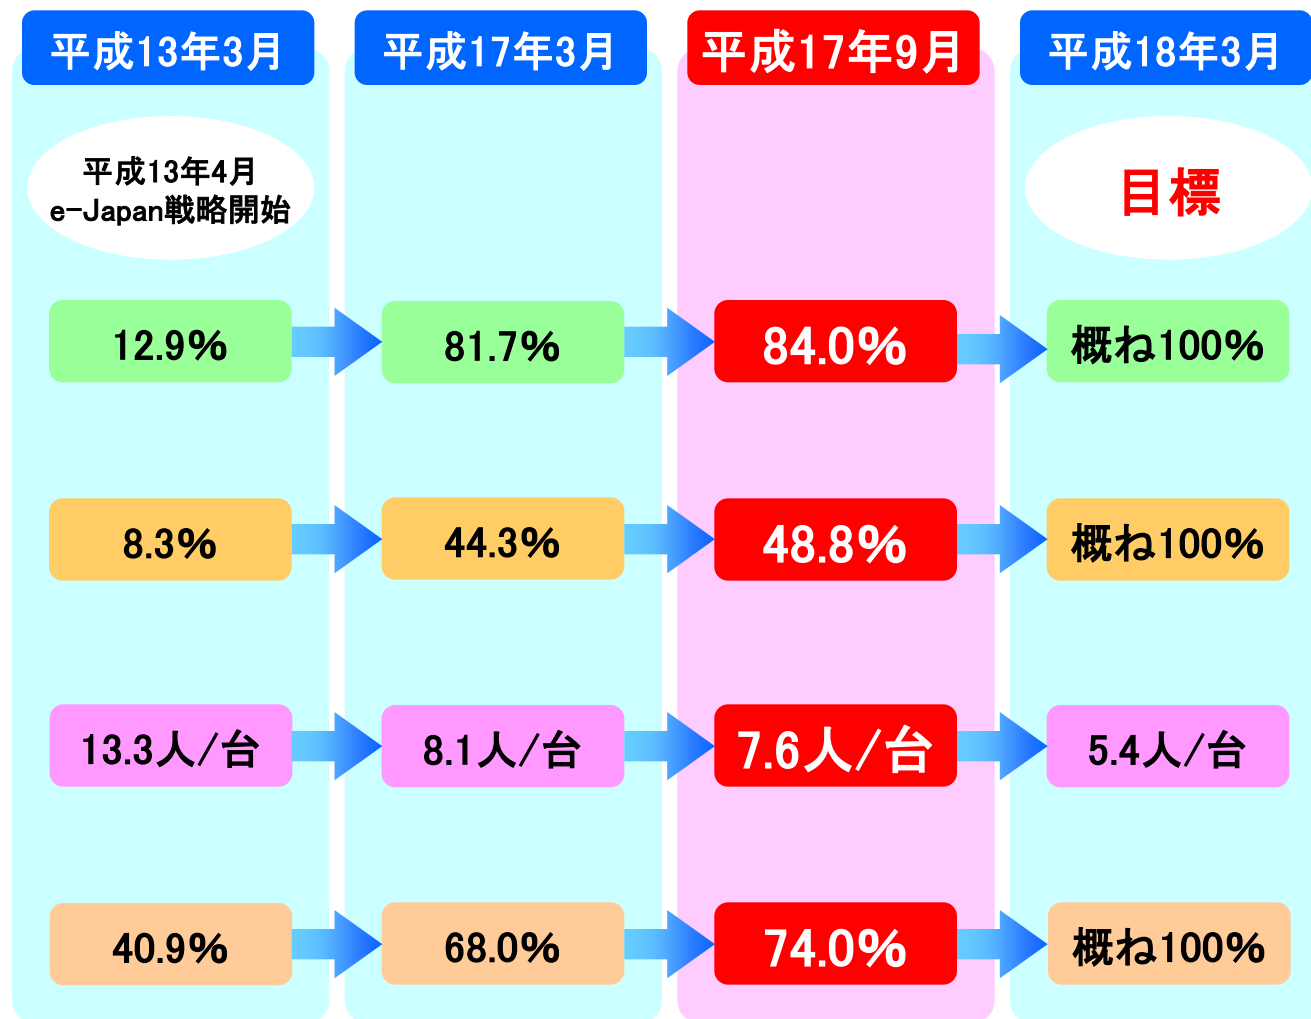 平成13年3月
平成17年3月
平成17年9月
平成18年3月
平成13年4月
e-Japan戦略開始
目標
12.9%
81.7%
84.0%
概ね100%
8.3%
44.3%
48.8%
概ね100%
13.3人/台
8.1人/台
7.6人/台
5.4人/台
40.9%
68.0%
74.0%
概ね100%